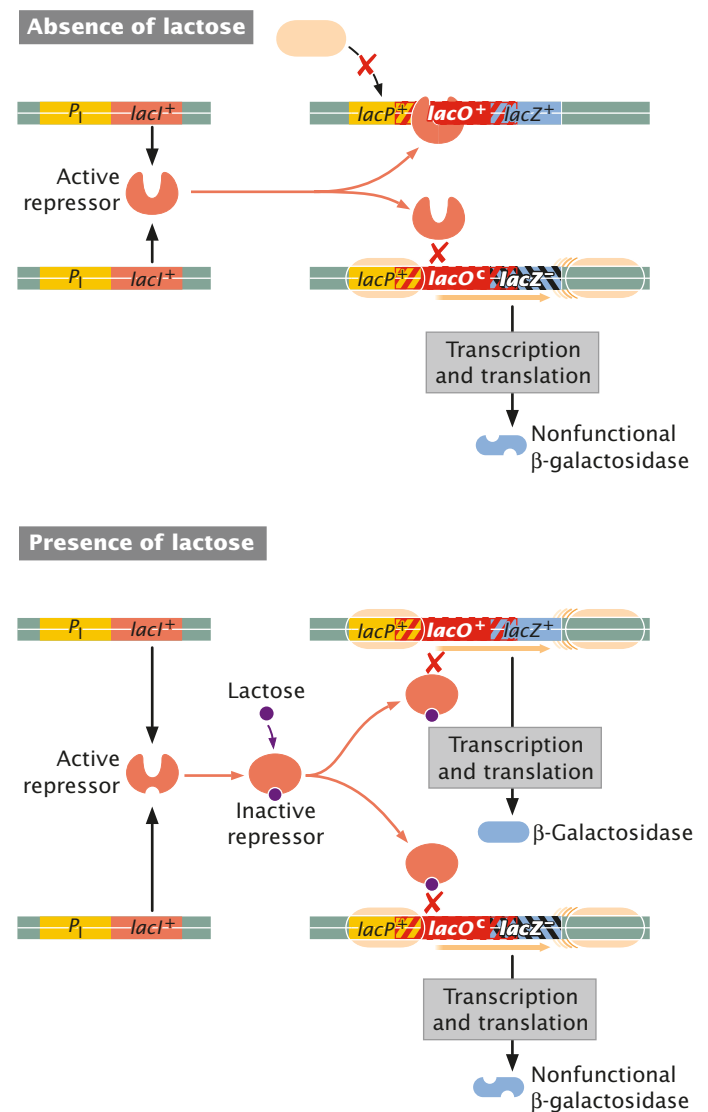 Absence of lactose
P_I lacI⁺
lacP⁺ lacO⁺ lacZ⁺
Active
repressor
P_I lacI⁺
lacP⁺ lacOᶜ lacZ⁻
Transcription
and translation
Nonfunctional
β-galactosidase
Presence of lactose
P_I lacI⁺
lacP⁺ lacO⁺ lacZ⁺
Lactose
Active
repressor
Inactive
repressor
Transcription
and translation
β-Galactosidase
P_I lacI⁺
lacP⁺ lacOᶜ lacZ⁻
Transcription
and translation
Nonfunctional
β-galactosidase